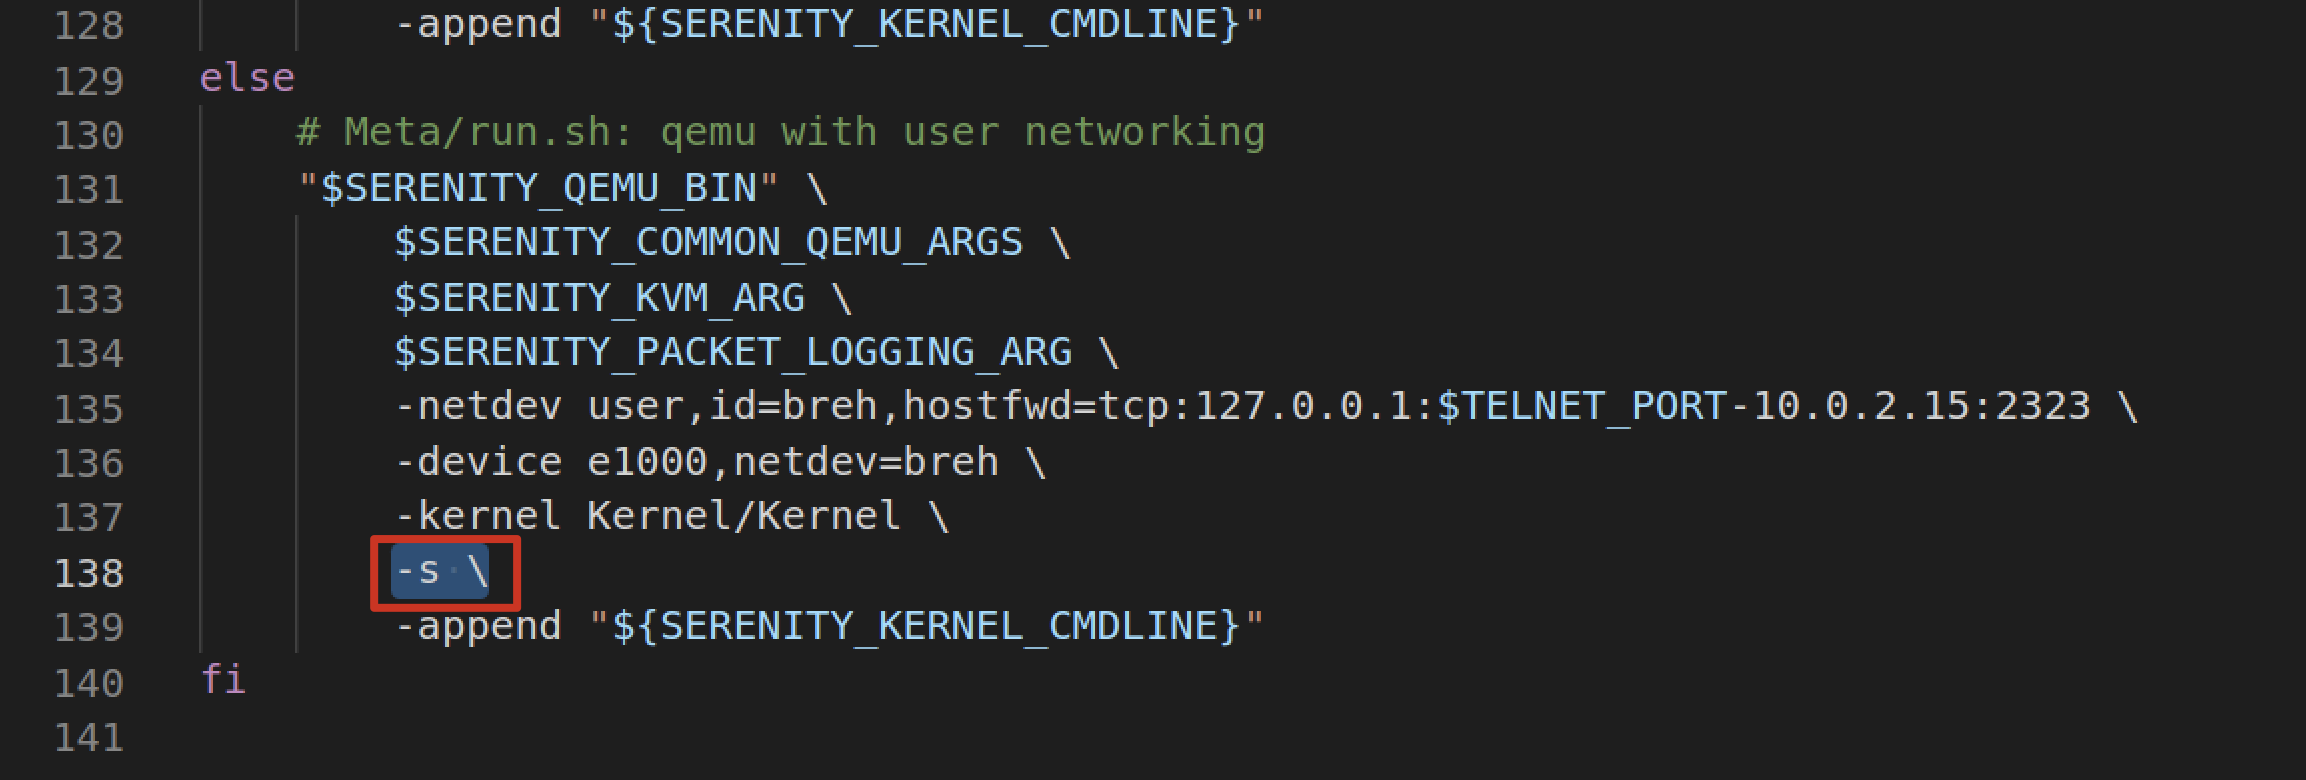 128 -append "${SERENITY_KERNEL_CMDLINE}"
129 else
130 # Meta/run.sh: qemu with user networking
131 "$SERENITY_QEMU_BIN" \
132 $SERENITY_COMMON_QEMU_ARGS \
133 $SERENITY_KVM_ARG \
134 $SERENITY_PACKET_LOGGING_ARG \
135 -netdev user,id=breh,hostfwd=tcp:127.0.0.1:$TELNET_PORT-10.0.2.15:2323 \
136 -device e1000,netdev=breh \
137 -kernel Kernel/Kernel \
138 -s \
139 -append "${SERENITY_KERNEL_CMDLINE}"
140 fi
141